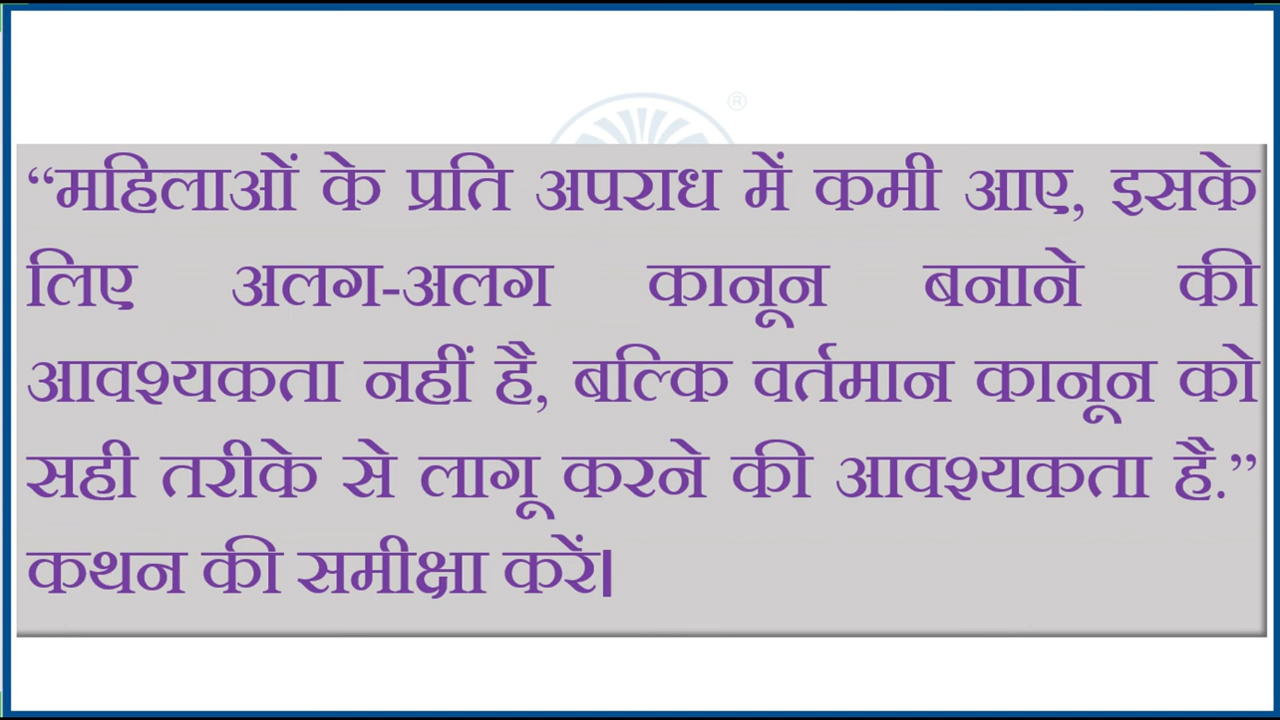 ®
“महिलाओं के प्रति अपराध में कमी आए, इसके
लिए अलग-अलग कानून बनाने की
आवश्यकता नहीं है, बल्कि वर्तमान कानून को
सही तरीके से लागू करने की आवश्यकता है.”
कथन की समीक्षा करें।